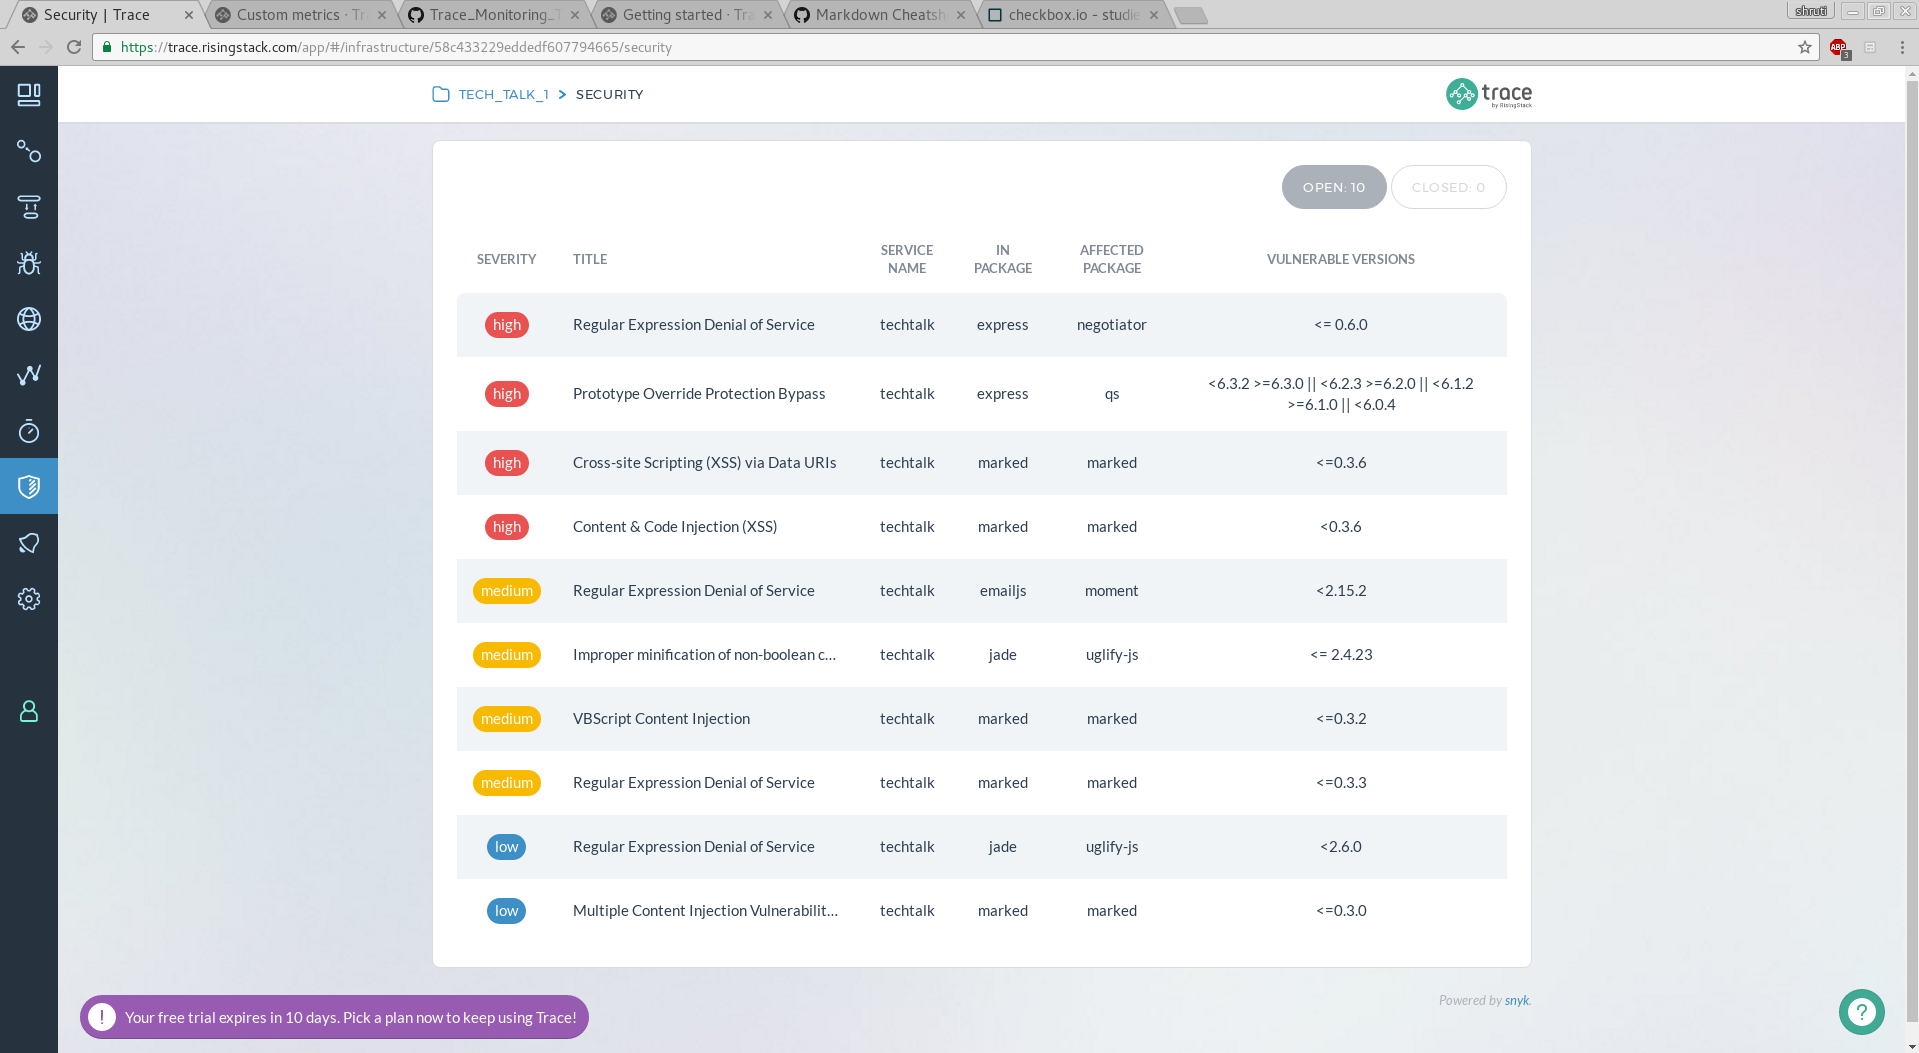 Security | Trace
Custom metrics · Tra
Trace_Monitoring_T
Getting started · Tra
Markdown Cheatsh
checkbox.io - studie
shruti
https://trace.risingstack.com/app/#/infrastructure/58c433229eddedf607794665/security
ABP
3
TECH_TALK_1 > SECURITY
trace
by RisingStack
OPEN: 10
CLOSED: 0
SEVERITY TITLE SERVICE NAME IN PACKAGE AFFECTED PACKAGE VULNERABLE VERSIONS
high Regular Expression Denial of Service techtalk express negotiator <= 0.6.0
high Prototype Override Protection Bypass techtalk express qs <6.3.2 >=6.3.0 || <6.2.3 >=6.2.0 || <6.1.2
>=6.1.0 || <6.0.4
high Cross-site Scripting (XSS) via Data URIs techtalk marked marked <=0.3.6
high Content & Code Injection (XSS) techtalk marked marked <0.3.6
medium Regular Expression Denial of Service techtalk emailjs moment <2.15.2
medium Improper minification of non-boolean c... techtalk jade uglify-js <= 2.4.23
medium VBScript Content Injection techtalk marked marked <=0.3.2
medium Regular Expression Denial of Service techtalk marked marked <=0.3.3
low Regular Expression Denial of Service techtalk jade uglify-js <2.6.0
low Multiple Content Injection Vulnerabilit... techtalk marked marked <=0.3.0
Powered by snyk.
! Your free trial expires in 10 days. Pick a plan now to keep using Trace!
?